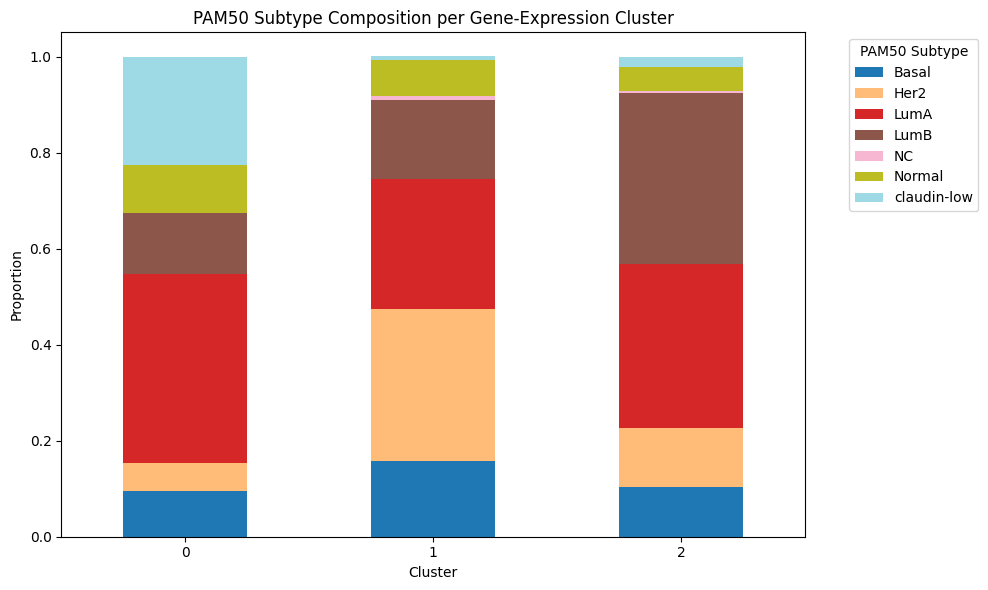 PAM50 Subtype Composition per Gene-Expression Cluster
Proportion
1.0
0.8
0.6
0.4
0.2
0.0
0
1
2
Cluster
PAM50 Subtype
Basal
Her2
LumA
LumB
NC
Normal
claudin-low